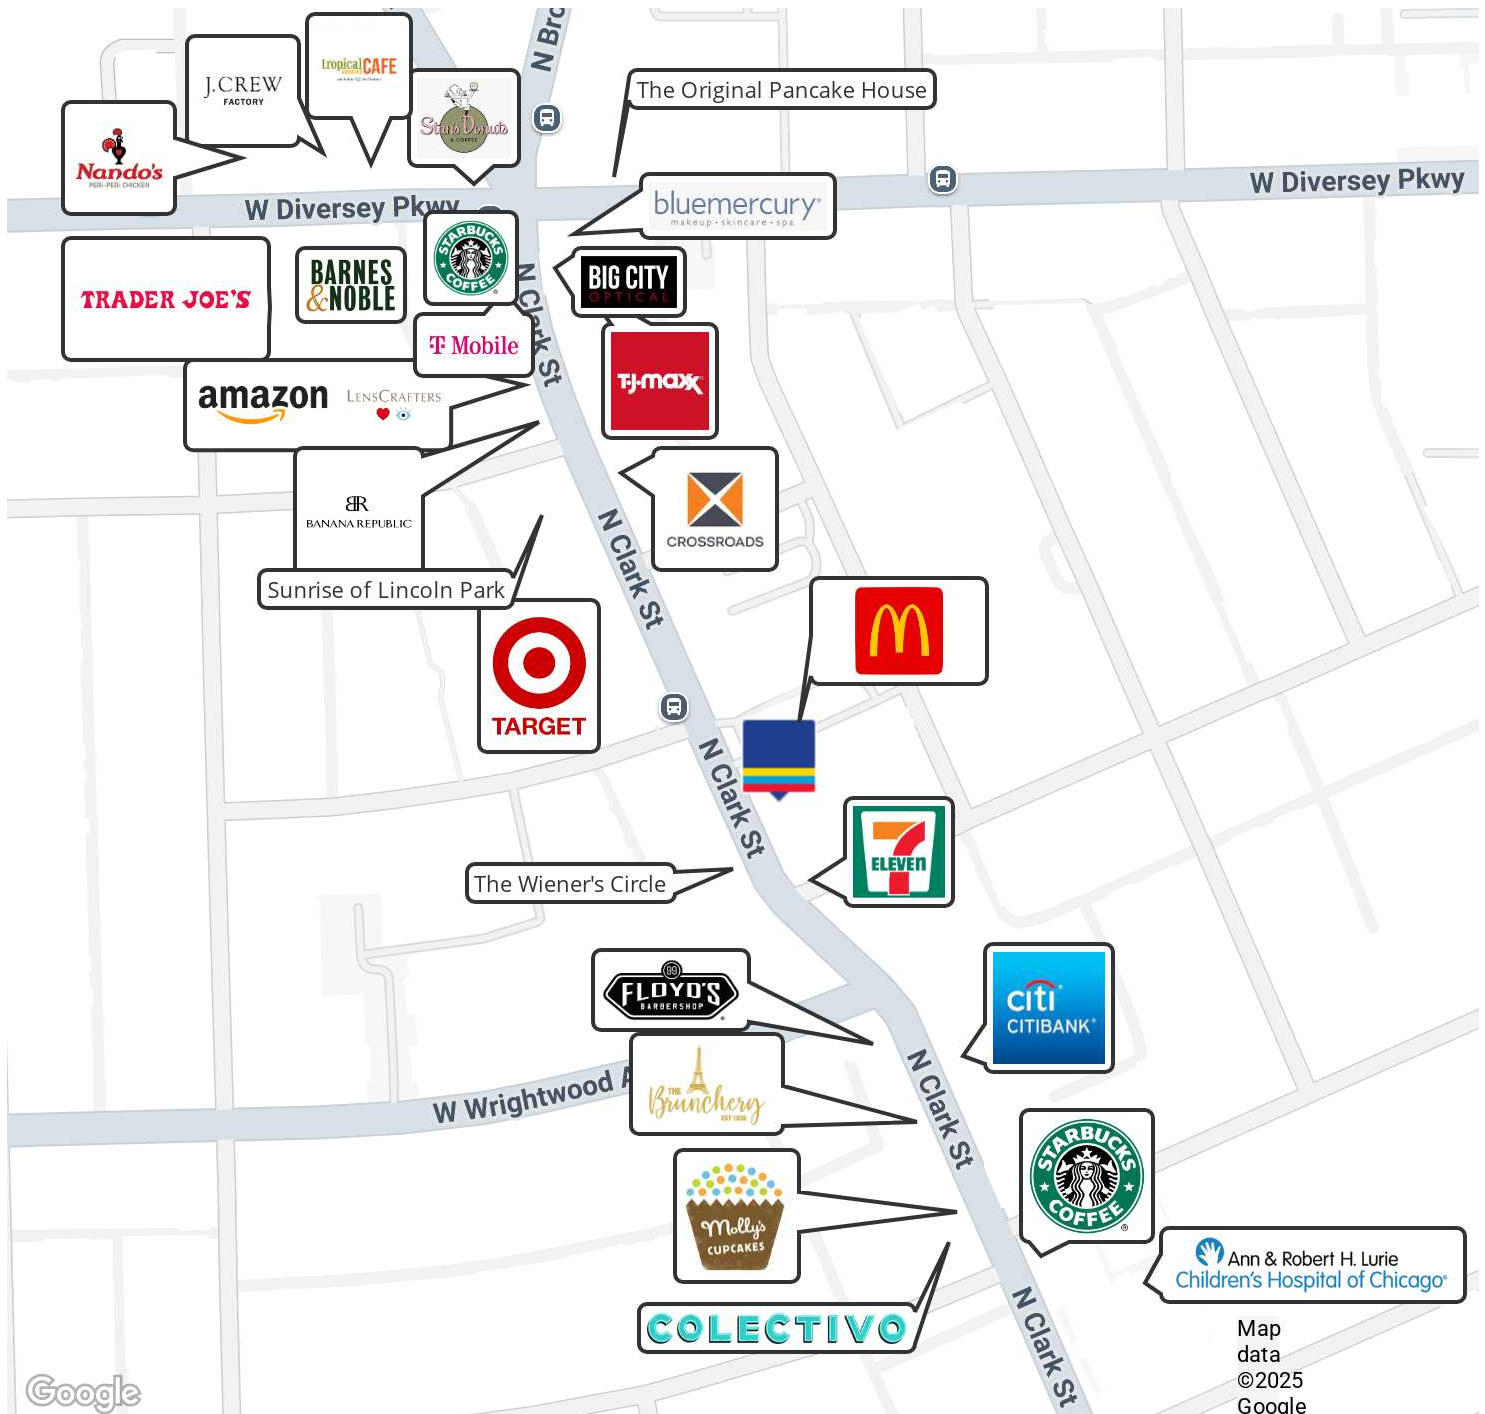 N Bro
tropical
CAFE
J.CREW
FACTORY
Stan's Donuts
& COFFEE
The Original Pancake House
Nando's
PERi-PERi CHICKEN
W Diversey Pkwy
W Diversey Pkwy
bluemercury
makeup • skincare • spa
STARBUCKS
COFFEE
BARNES
&NOBLE
BIG CITY
OPTICAL
TRADER JOE'S
N Clark St
T Mobile
T·J·maxx
amazon
LENSCRAFTERS
BR
BANANA REPUBLIC
CROSSROADS
N Clark St
Sunrise of Lincoln Park
TARGET
N Clark St
7
ELEVEN
The Wiener's Circle
FLOYD'S
99
BARBERSHOP
citi
CITIBANK®
W Wrightwood A
THE
Brunchery
N Clark St
STARBUCKS
COFFEE
®
Molly's
CUPCAKES
Ann & Robert H. Lurie
Children's Hospital of Chicago®
COLECTIVO
N Clark St
Map
data
©2025
Google
Google